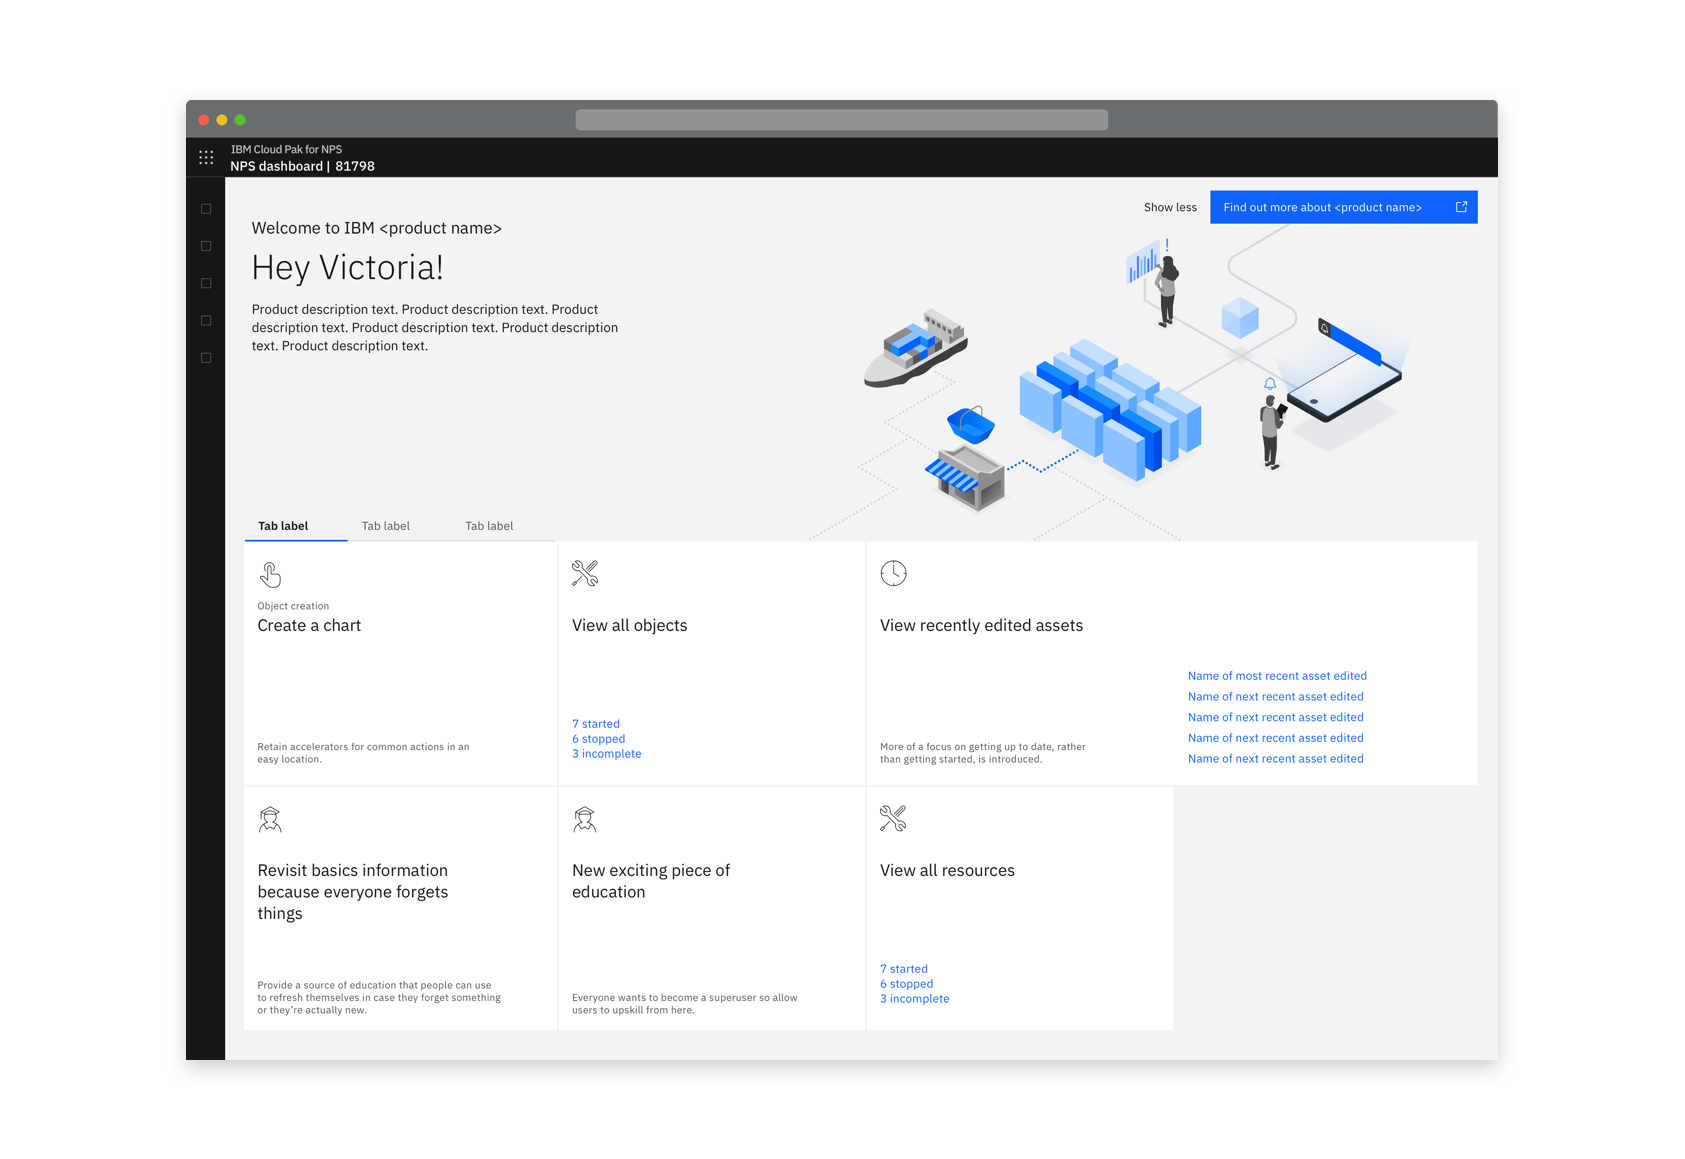 IBM Cloud Pak for NPS
NPS dashboard | 81798
Show less
Find out more about <product name>
Welcome to IBM <product name>
Hey Victoria!
Product description text. Product description text. Product
description text. Product description text. Product description
text. Product description text.
!
Tab label
Tab label
Tab label
Object creation
Create a chart
Retain accelerators for common actions in an
easy location.
View all objects
7 started
6 stopped
3 incomplete
View recently edited assets
More of a focus on getting up to date, rather
than getting started, is introduced.
Name of most recent asset edited
Name of next recent asset edited
Name of next recent asset edited
Name of next recent asset edited
Name of next recent asset edited
Revisit basics information
because everyone forgets
things
Provide a source of education that people can use
to refresh themselves in case they forget something
or they’re actually new.
New exciting piece of
education
Everyone wants to become a superuser so allow
users to upskill from here.
View all resources
7 started
6 stopped
3 incomplete